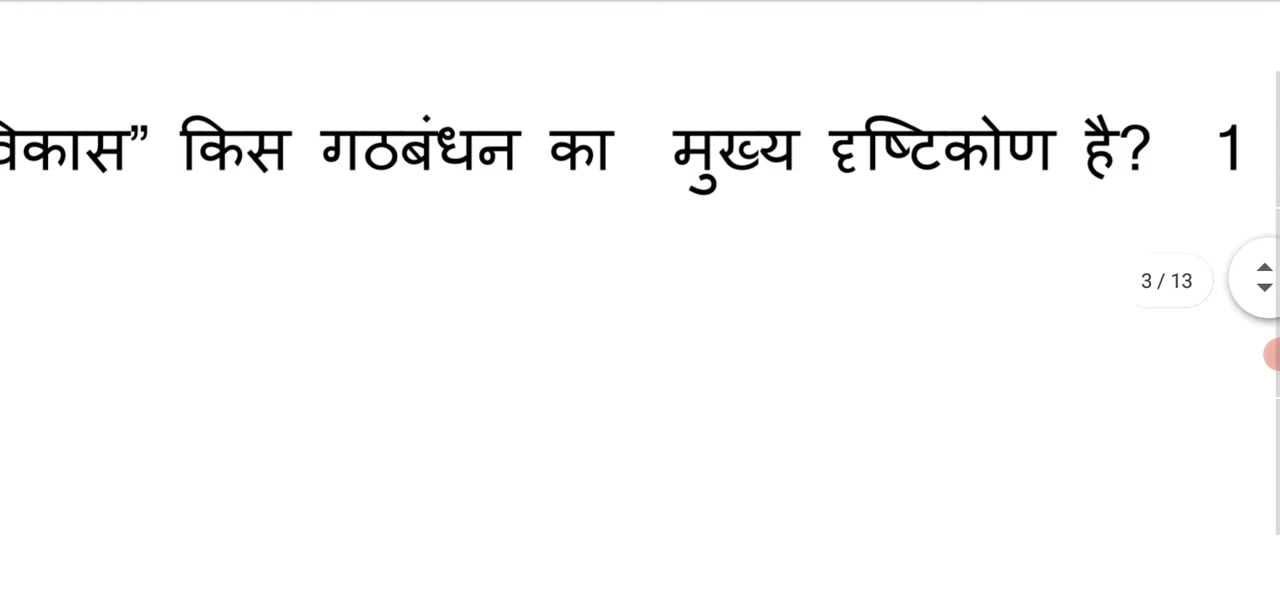 विकास” किस गठबंधन का मुख्य दृष्टिकोण है? 1
3 / 13